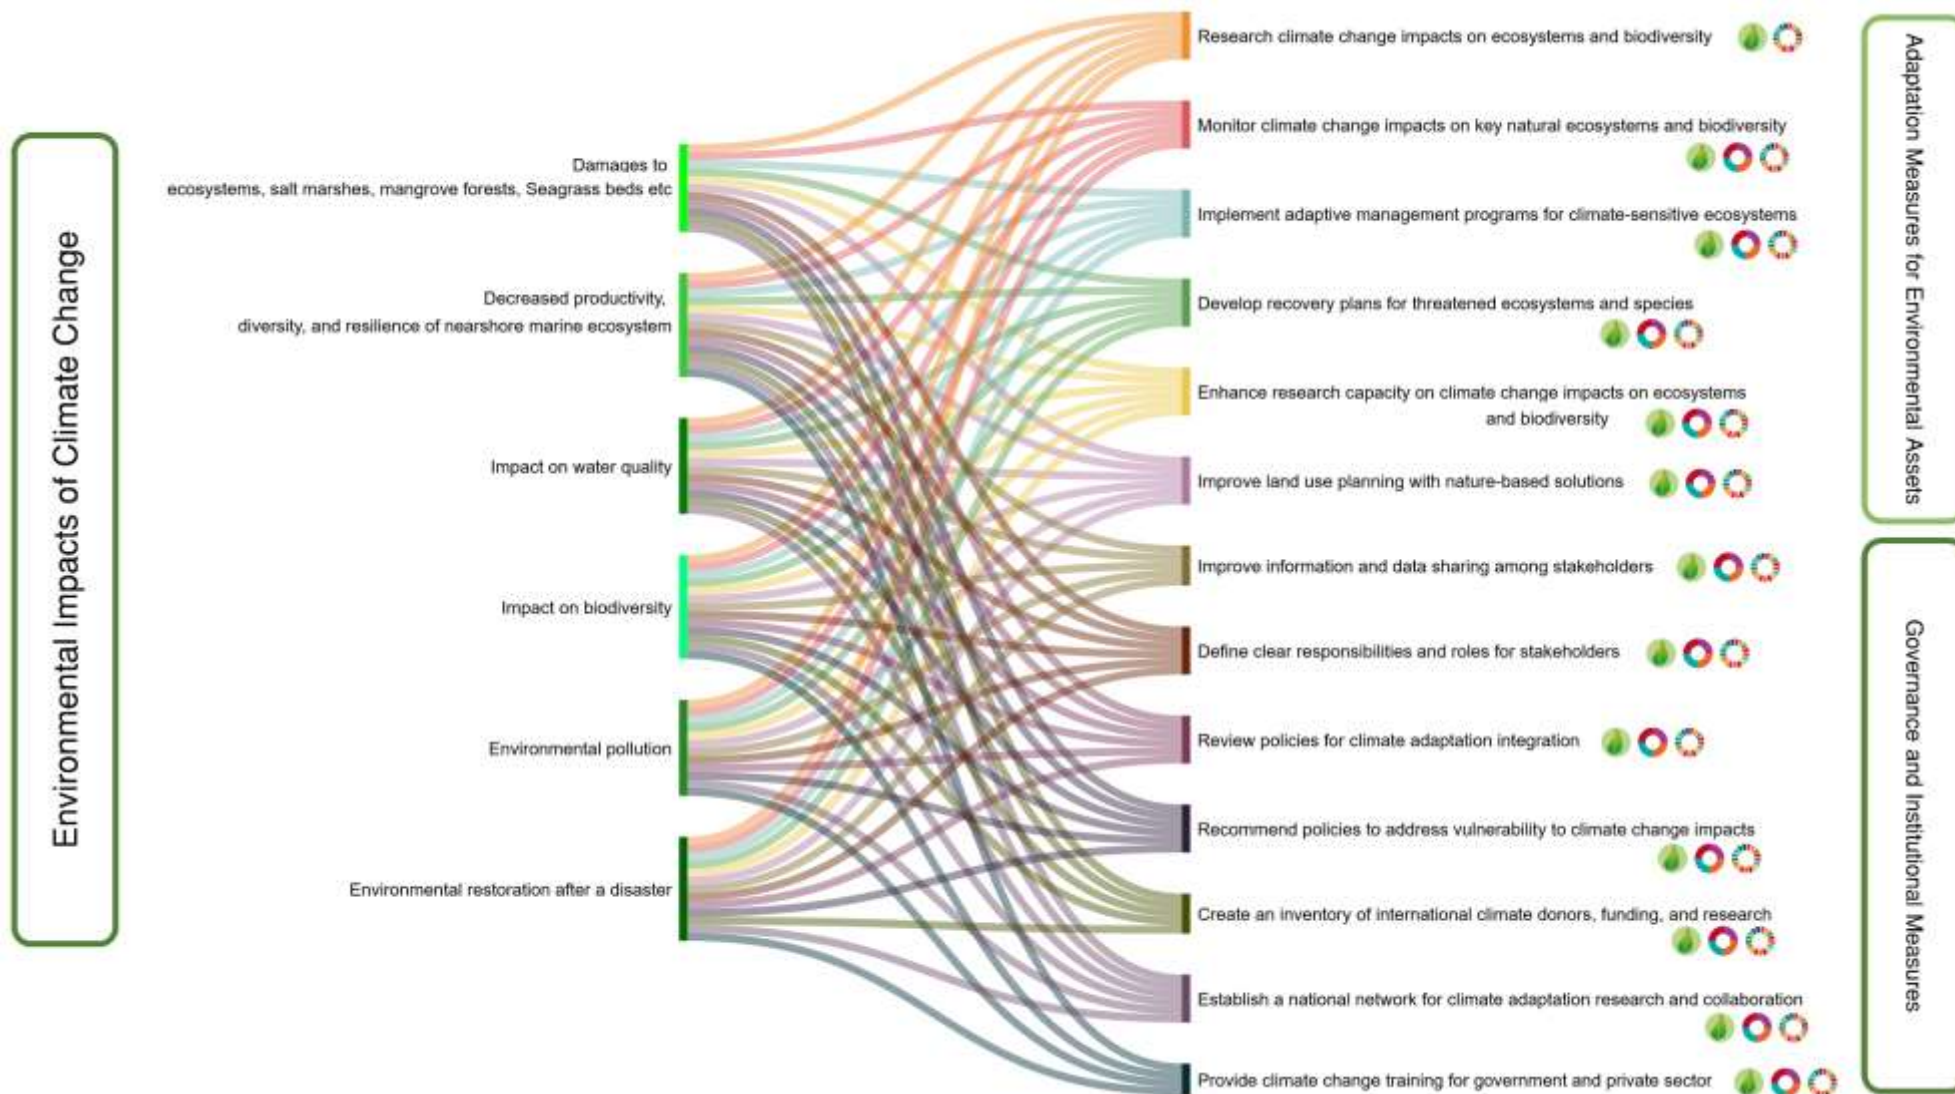 Environmental Impacts of Climate Change
Damages to
ecosystems, salt marshes, mangrove forests, Seagrass beds etc
Decreased productivity,
diversity, and resilience of nearshore marine ecosystem
Impact on water quality
Impact on biodiversity
Environmental pollution
Environmental restoration after a disaster
Research climate change impacts on ecosystems and biodiversity
Monitor climate change impacts on key natural ecosystems and biodiversity
Implement adaptive management programs for climate-sensitive ecosystems
Develop recovery plans for threatened ecosystems and species
Enhance research capacity on climate change impacts on ecosystems
and biodiversity
Improve land use planning with nature-based solutions
Improve information and data sharing among stakeholders
Define clear responsibilities and roles for stakeholders
Review policies for climate adaptation integration
Recommend policies to address vulnerability to climate change impacts
Create an inventory of international climate donors, funding, and research
Establish a national network for climate adaptation research and collaboration
Provide climate change training for government and private sector
Adaptation Measures for Environmental Assets
Governance and Institutional Measures